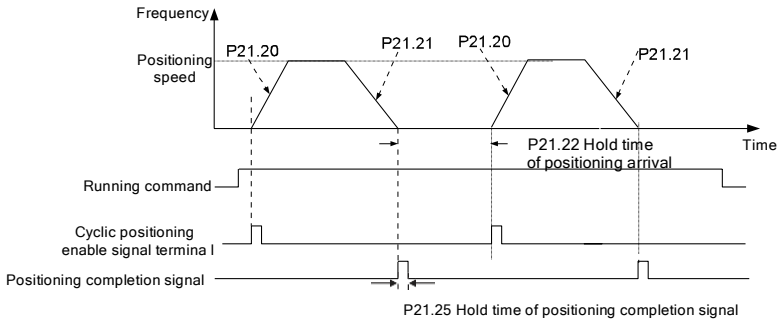 Frequency
P21.20
P21.21
P21.20
P21.21
Positioning
speed
P21.22 Hold time
of positioning arrival
Time
Running command
Cyclic positioning
enable signal termina l
Positioning completion signal
P21.25 Hold time of positioning completion signal